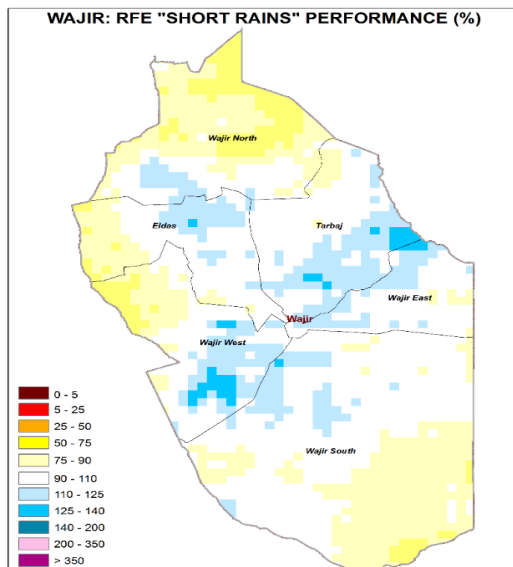 WAJIR: RFE "SHORT RAINS" PERFORMANCE (%)
Wajir North
Eldas
Tarbaj
Wajir East
Wajir
Wajir West
Wajir South
0 - 5
5 - 25
25 - 50
50 - 75
75 - 90
90 - 110
110 - 125
125 - 140
140 - 200
200 - 350
> 350